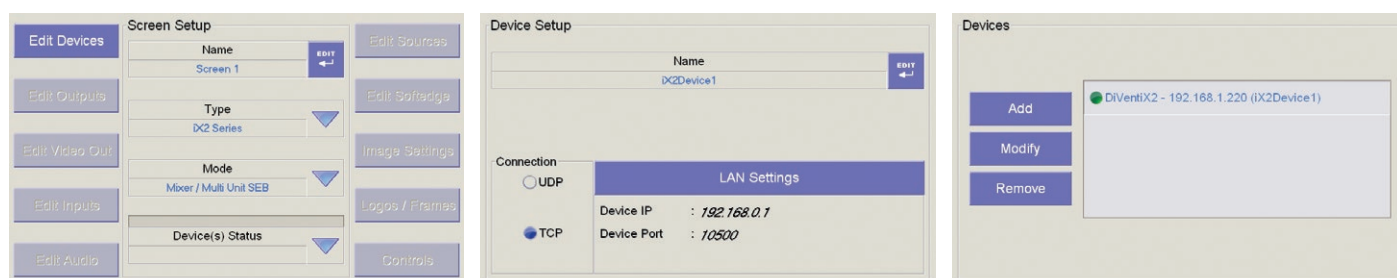 Edit Devices
Edit Outputs
Edit Video Out
Edit Inputs
Edit Audio
Screen Setup
Name
EDIT
Screen 1
Type
iX2 Series
Mode
Mixer / Multi Unit SEB
Device(s) Status
Edit Sources
Edit Softedge
Image Settings
Logos / Frames
Controls
Device Setup
Name
EDIT
iX2Device1
Connection
UDP
TCP
LAN Settings
Device IP : 192.168.0.1
Device Port : 10500
Devices
Add
Modify
Remove
DiVentiX2 - 192.168.1.220 (iX2Device1)